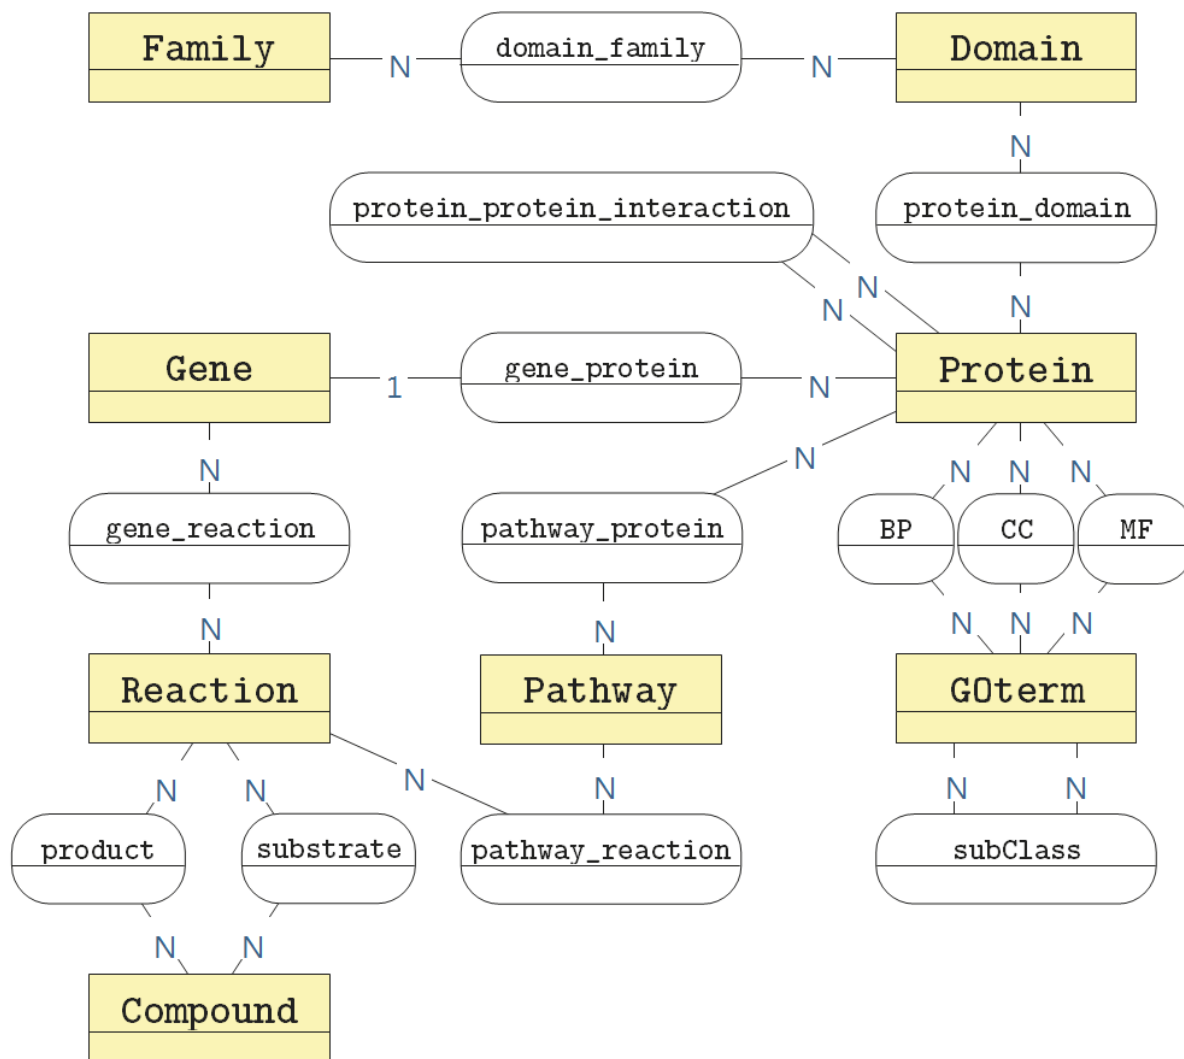 Family
N
domain_family
N
Domain
N
protein_protein_interaction
protein_domain
N
N
N
Gene
1
gene_protein
N
Protein
N
N
N
N
N
gene_reaction
pathway_protein
BP
CC
MF
N
N
N
N
N
Reaction
Pathway
GOterm
N
N
N
N
N
N
product
substrate
pathway_reaction
subClass
N
N
Compound